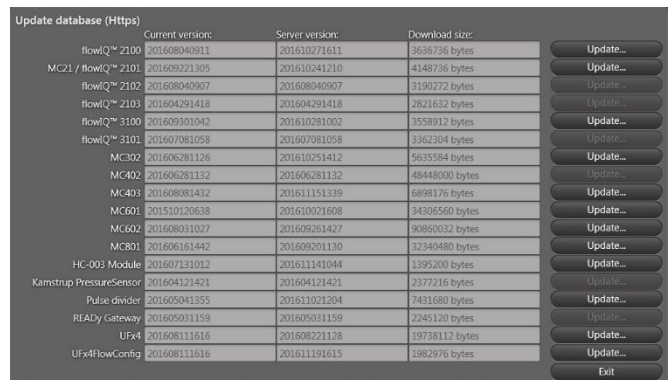 Update database (Https)
Current version: Server version: Download size:
flowIQ™ 2100 201608040911 201610271611 3636736 bytes Update...
MC21 / flowIQ™ 2101 201609221305 201610241210 4148736 bytes Update...
flowIQ™ 2102 201608040907 201608040907 3190272 bytes Update...
flowIQ™ 2103 201604291418 201604291418 2821632 bytes Update...
flowIQ™ 3100 201609301042 201610281002 3558912 bytes Update...
flowIQ™ 3101 201607081058 201607081058 3362304 bytes Update...
MC302 201606281126 201610251412 5635584 bytes Update...
MC402 201606281132 201606281132 48448000 bytes Update...
MC403 201608081432 201611151339 6898176 bytes Update...
MC601 201510120638 201610021608 34306560 bytes Update...
MC602 201608031027 201609261427 90860032 bytes Update...
MC801 201606161442 201609201130 32340480 bytes Update...
HC-003 Module 201607131012 201611141044 1395200 bytes Update...
Kamstrup PressureSensor 201604121421 201604121421 2377216 bytes Update...
Pulse divider 201605041355 201611021204 7431680 bytes Update...
READy Gateway 201605031159 201605031159 2245120 bytes Update...
UFx4 201608111616 201608221128 19738112 bytes Update...
UFx4FlowConfig 201608111616 201611191615 1982976 bytes Update...
Exit